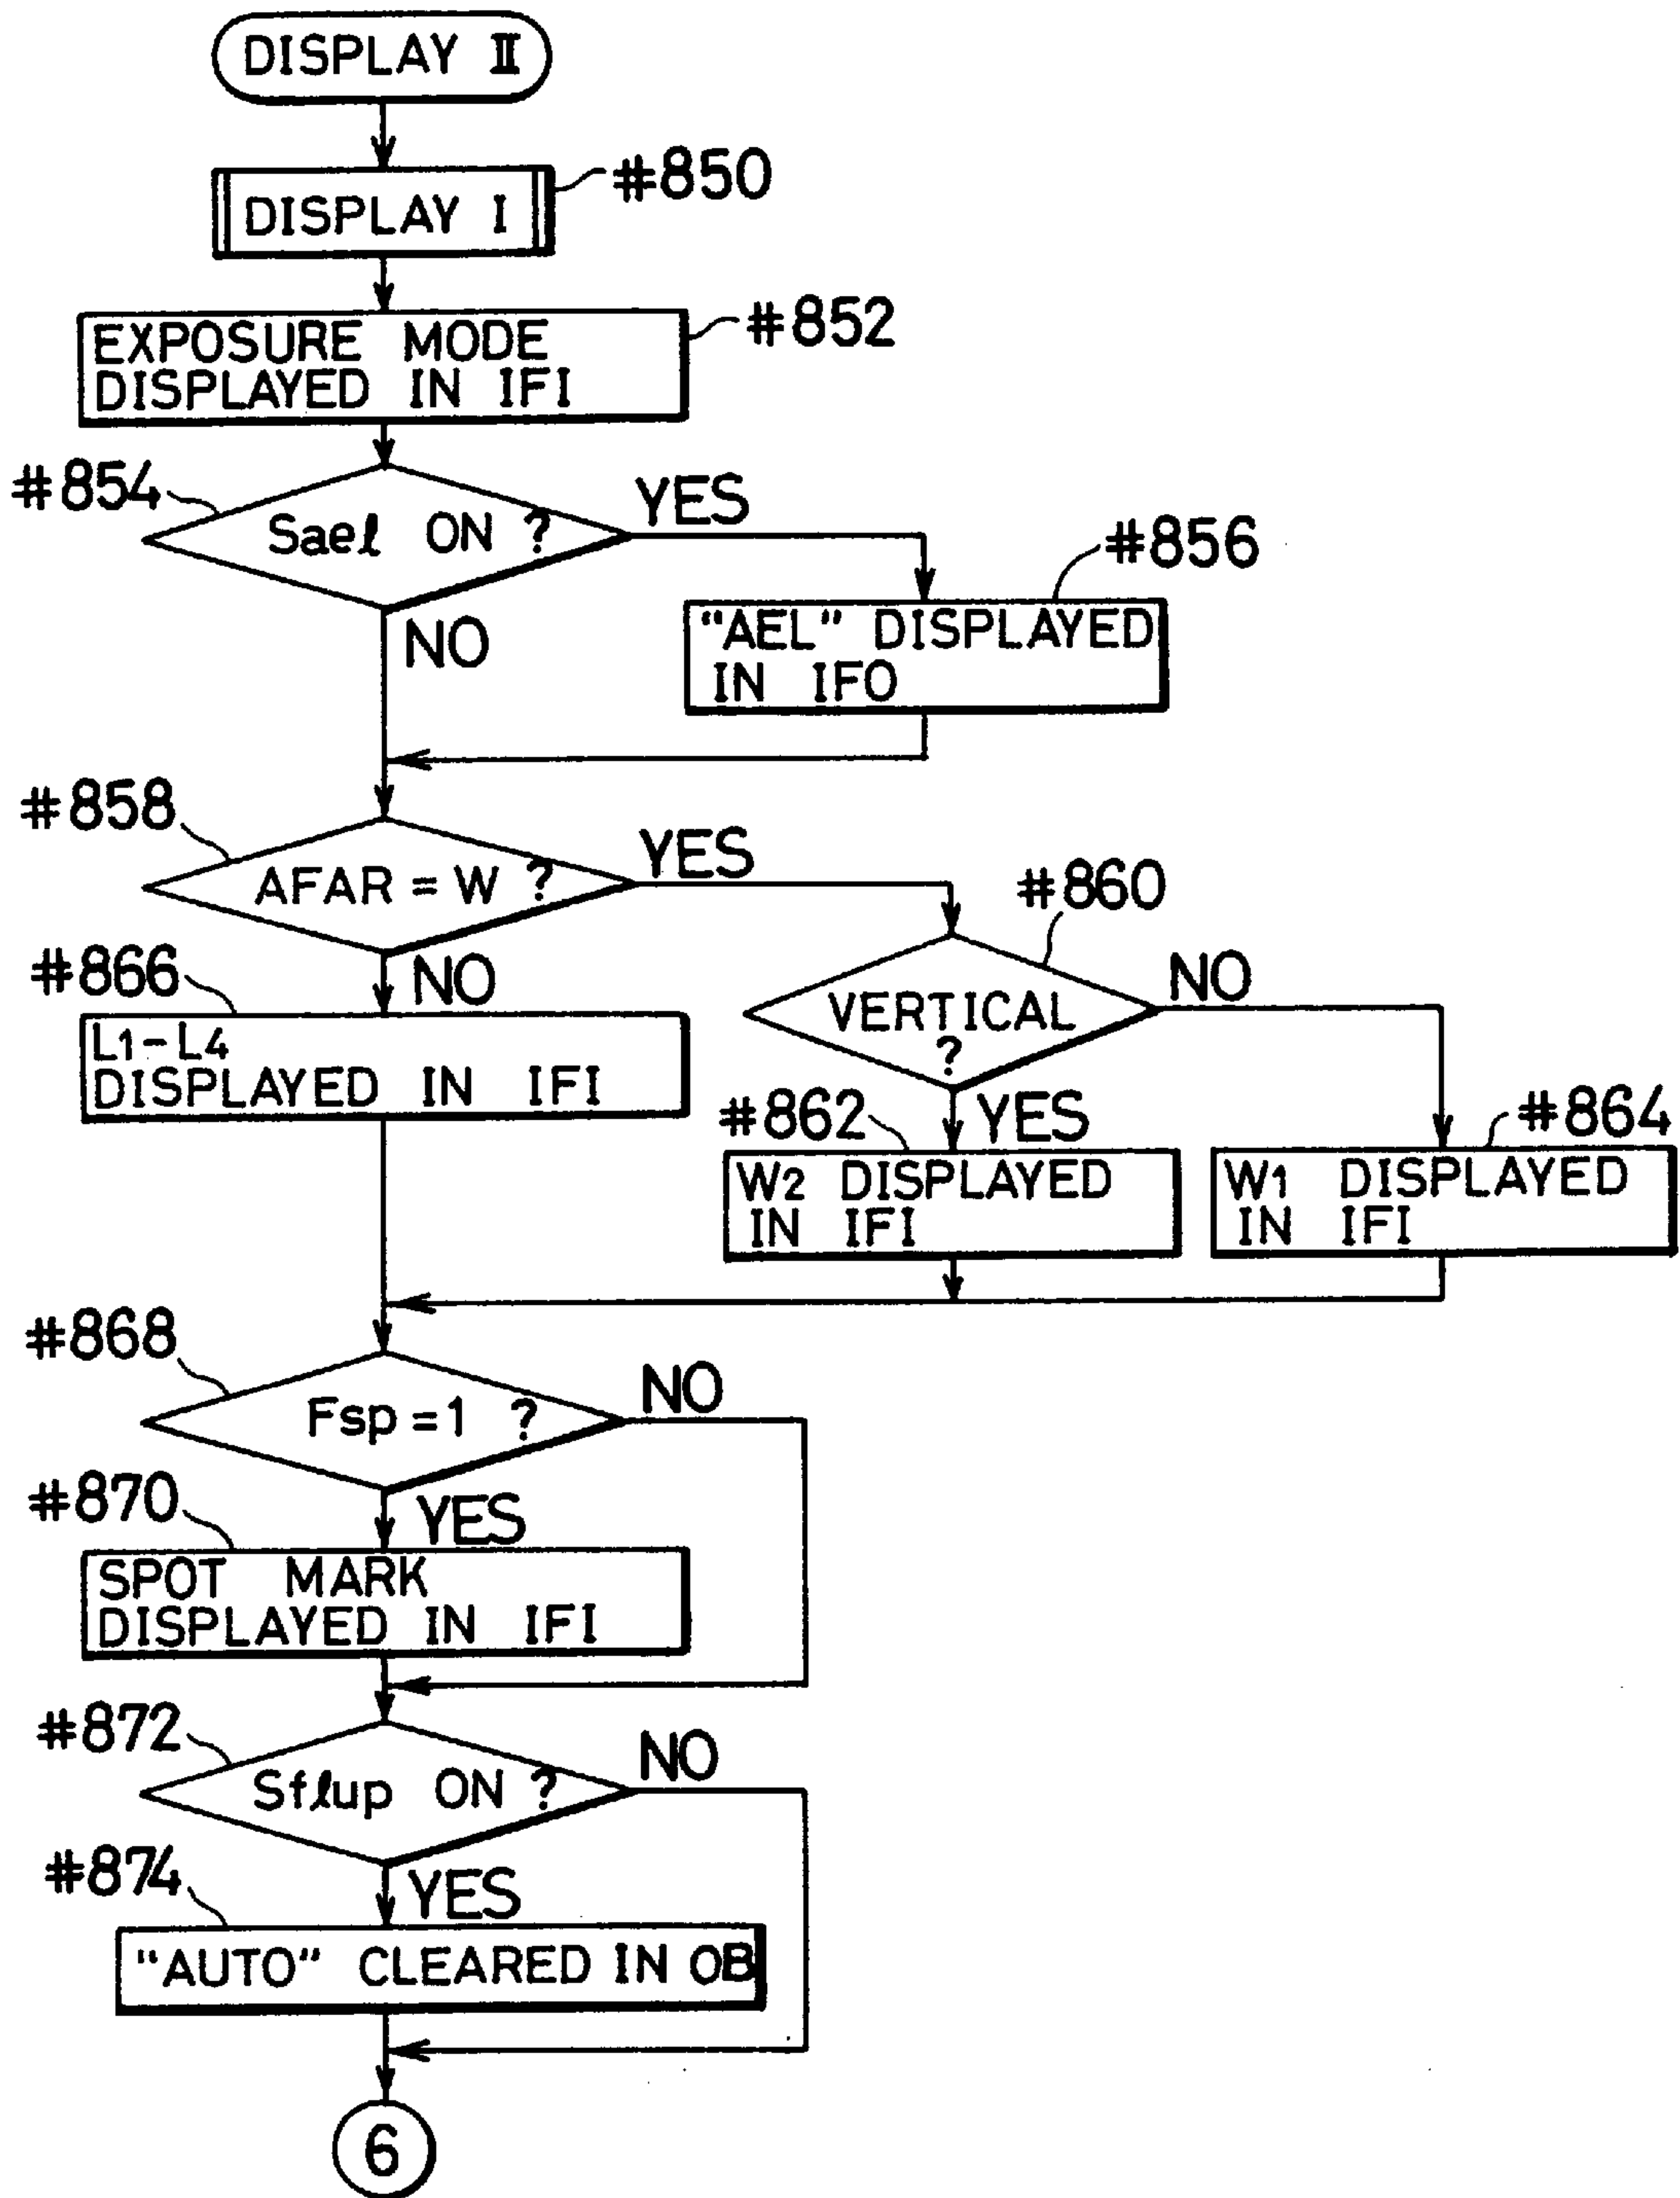 DISPLAY II
#850
DISPLAY I
#852
EXPOSURE MODE
DISPLAYED IN IFI
#854
Sael ON ?
YES
NO
#856
"AEL" DISPLAYED
IN IFO
#858
AFAR = W ?
YES
NO
#860
VERTICAL
?
NO
YES
#866
L1-L4
DISPLAYED IN IFI
#862
W2 DISPLAYED
IN IFI
#864
W1 DISPLAYED
IN IFI
#868
Fsp = 1 ?
NO
YES
#870
SPOT MARK
DISPLAYED IN IFI
#872
Sflup ON ?
NO
YES
#874
"AUTO" CLEARED IN OB
6